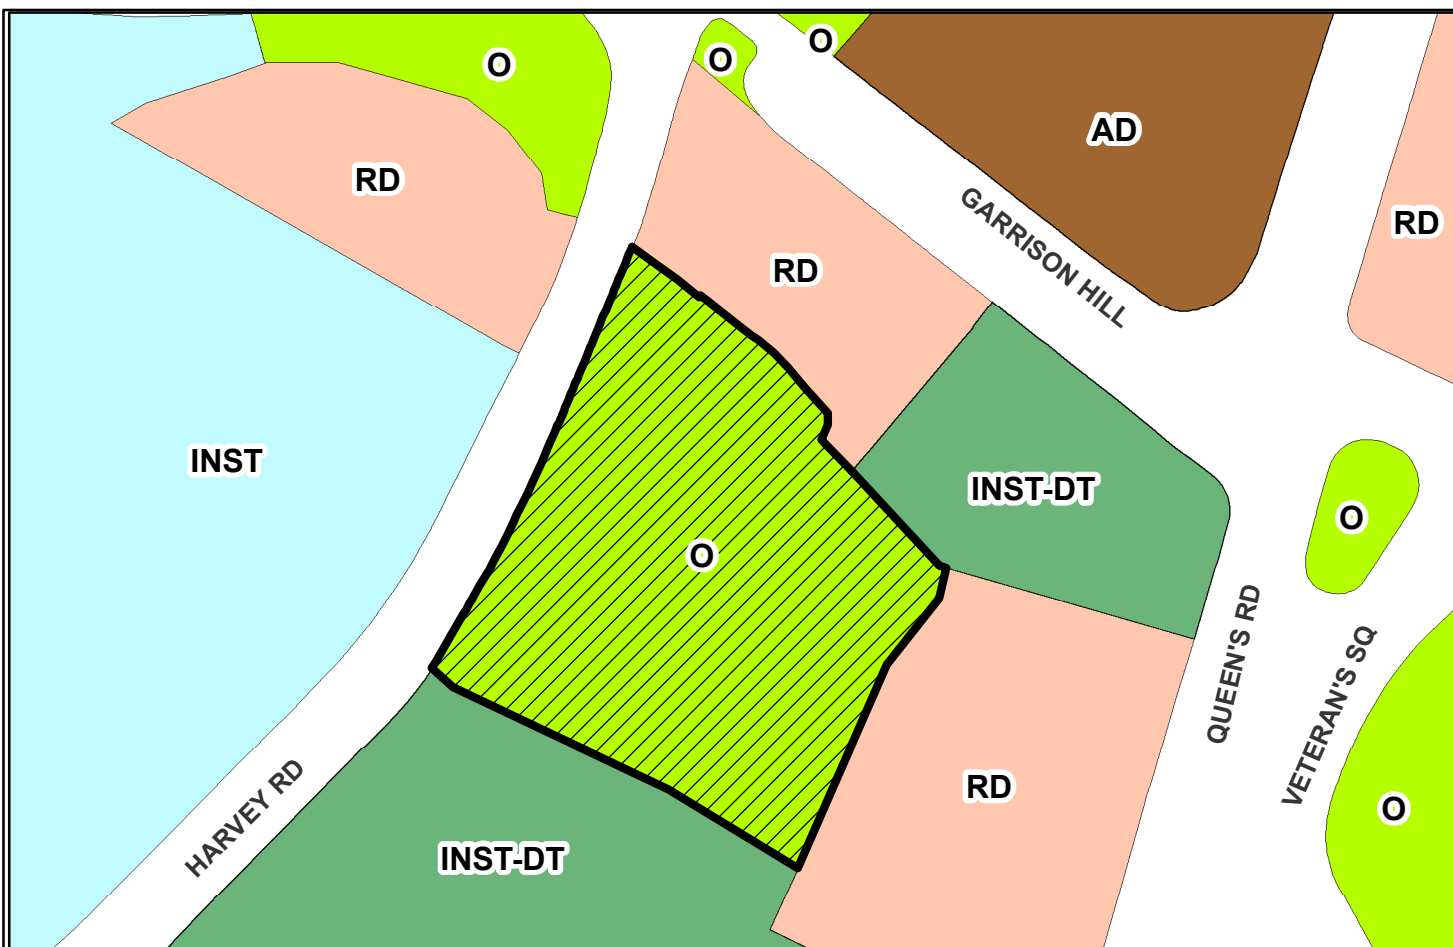 O
O
O
AD
RD
RD
GARRISON HILL
RD
INST
INST-DT
O
O
QUEEN'S RD
VETERAN'S SQ
RD
HARVEY RD
O
INST-DT